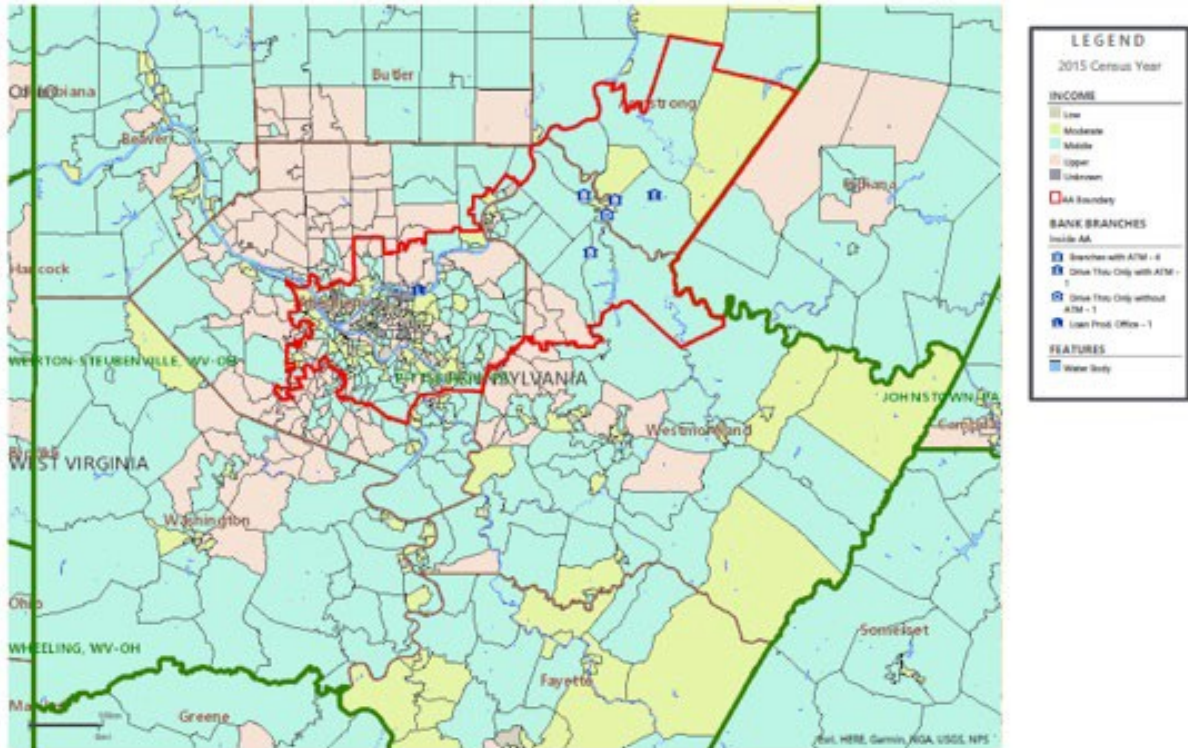 Butler
Beaver
Indiana
Hancock
WEIRTON-STEUBENVILLE, WV-OH
PENNSYLVANIA
JOHNSTOWN, PA
Westmoreland
WEST VIRGINIA
Washington
Ohio
Somerset
WHEELING, WV-OH
Fayette
Greene
Esri, HERE, Garmin, NGA, USGS, NPS
LEGEND
2015 Census Year
INCOME
Low
Moderate
Middle
Upper
Unknown
AA Boundary
BANK BRANCHES
Inside AA
Branches with ATM - 4
Drive Thru Only with ATM -
1
Drive Thru Only without
ATM - 1
Loan Prod. Office - 1
FEATURES
Water Body